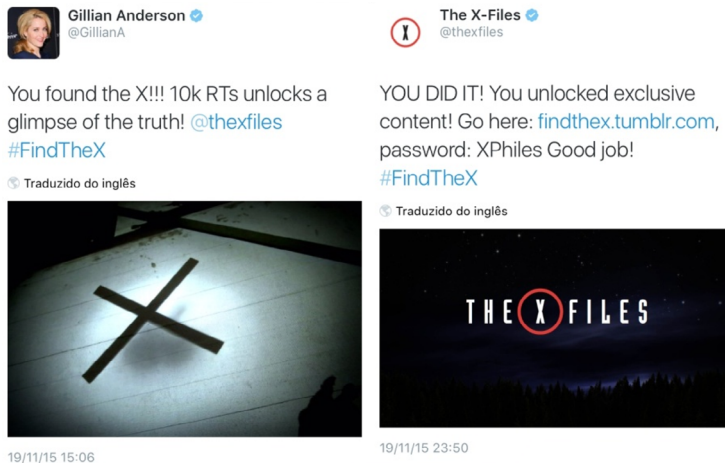 Gillian Anderson
@GillianA
You found the X!!! 10k RTs unlocks a
glimpse of the truth! @thexfiles
#FindTheX
Traduzido do inglês
19/11/15 15:06
The X-Files
@thexfiles
YOU DID IT! You unlocked exclusive
content! Go here: findthex.tumblr.com,
password: XPhiles Good job!
#FindTheX
Traduzido do inglês
THE X FILES
19/11/15 23:50